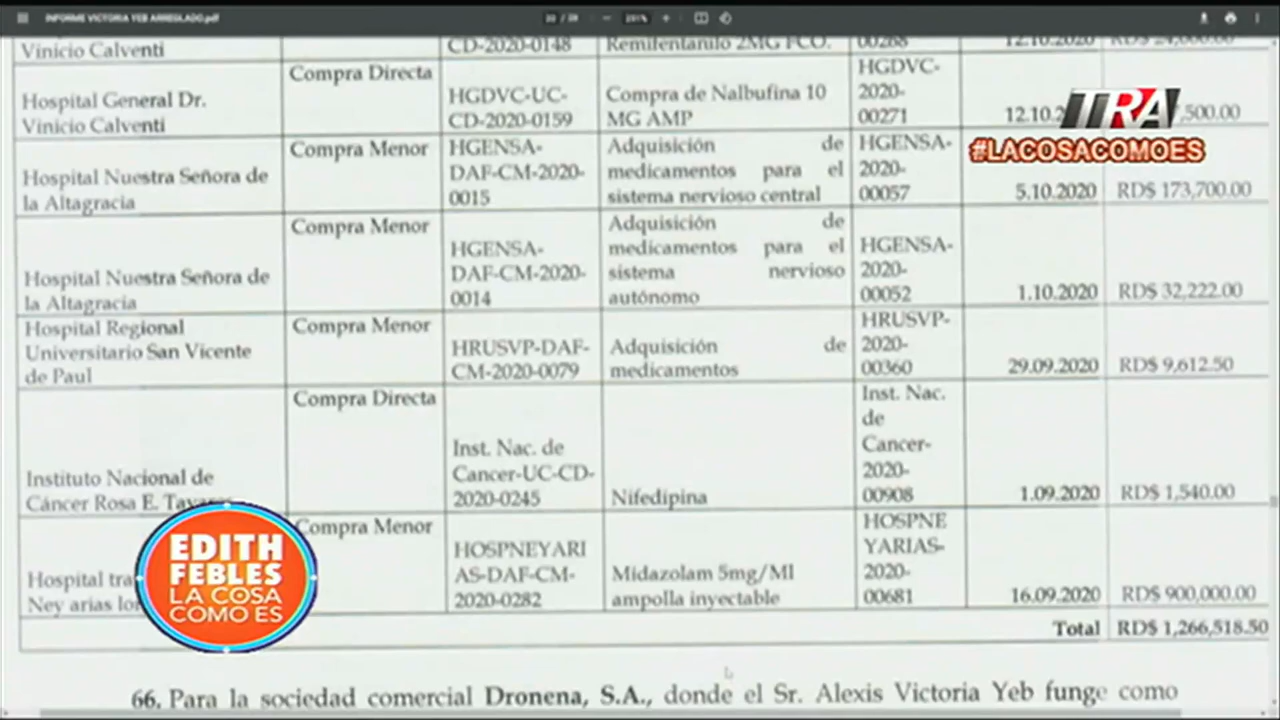 INFORME VICTORIA YEB ARREGLADO.pdf
Vinicio Calventi
CD-2020-0148
Remifentanilo 2MG FCO.
00268
12.10.2020
RD$ 24,000.00
Hospital General Dr.
Vinicio Calventi
Compra Directa
HGDVC-UC-
CD-2020-0159
Compra de Nalbufina 10
MG AMP
HGDVC-
2020-
00271
,500.00
Hospital Nuestra Señora de
la Altagracia
Compra Menor
HGENSA-
DAF-CM-2020-
0015
Adquisición de
medicamentos para el
sistema nervioso central
HGENSA-
2020-
00057
5.10.2020
RD$ 173,700.00
Hospital Nuestra Señora de
la Altagracia
Compra Menor
HGENSA-
DAF-CM-2020-
0014
Adquisición de
medicamentos para el
sistema nervioso
autónomo
HGENSA-
2020-
00052
1.10.2020
RD$ 32,222.00
Hospital Regional
Universitario San Vicente
de Paul
Compra Menor
HRUSVP-DAF-
CM-2020-0079
Adquisición de
medicamentos
HRUSVP-
2020-
00360
29.09.2020
RD$ 9,612.50
Instituto Nacional de
Cáncer Rosa E.
Compra Directa
Inst. Nac. de
Cancer-UC-CD-
2020-0245
Nifedipina
Inst. Nac.
de
Cancer-
2020-
00908
1.09.2020
RD$ 1,540.00
Hospital
Ney arias
Compra Menor
HOSPNEYARI
AS-DAF-CM-
2020-0282
Midazolam 5mg/Ml
ampolla inyectable
HOSPNE
YARIAS-
2020-
00681
16.09.2020
RD$ 900,000.00
Total RD$ 1,266,518.50
66. Para la sociedad comercial Dronena, S.A., donde el Sr. Alexis Victoria Yeb funge como
TRA
#LACOSACOMOES
EDITH
FEBLES
LA COSA
COMO ES